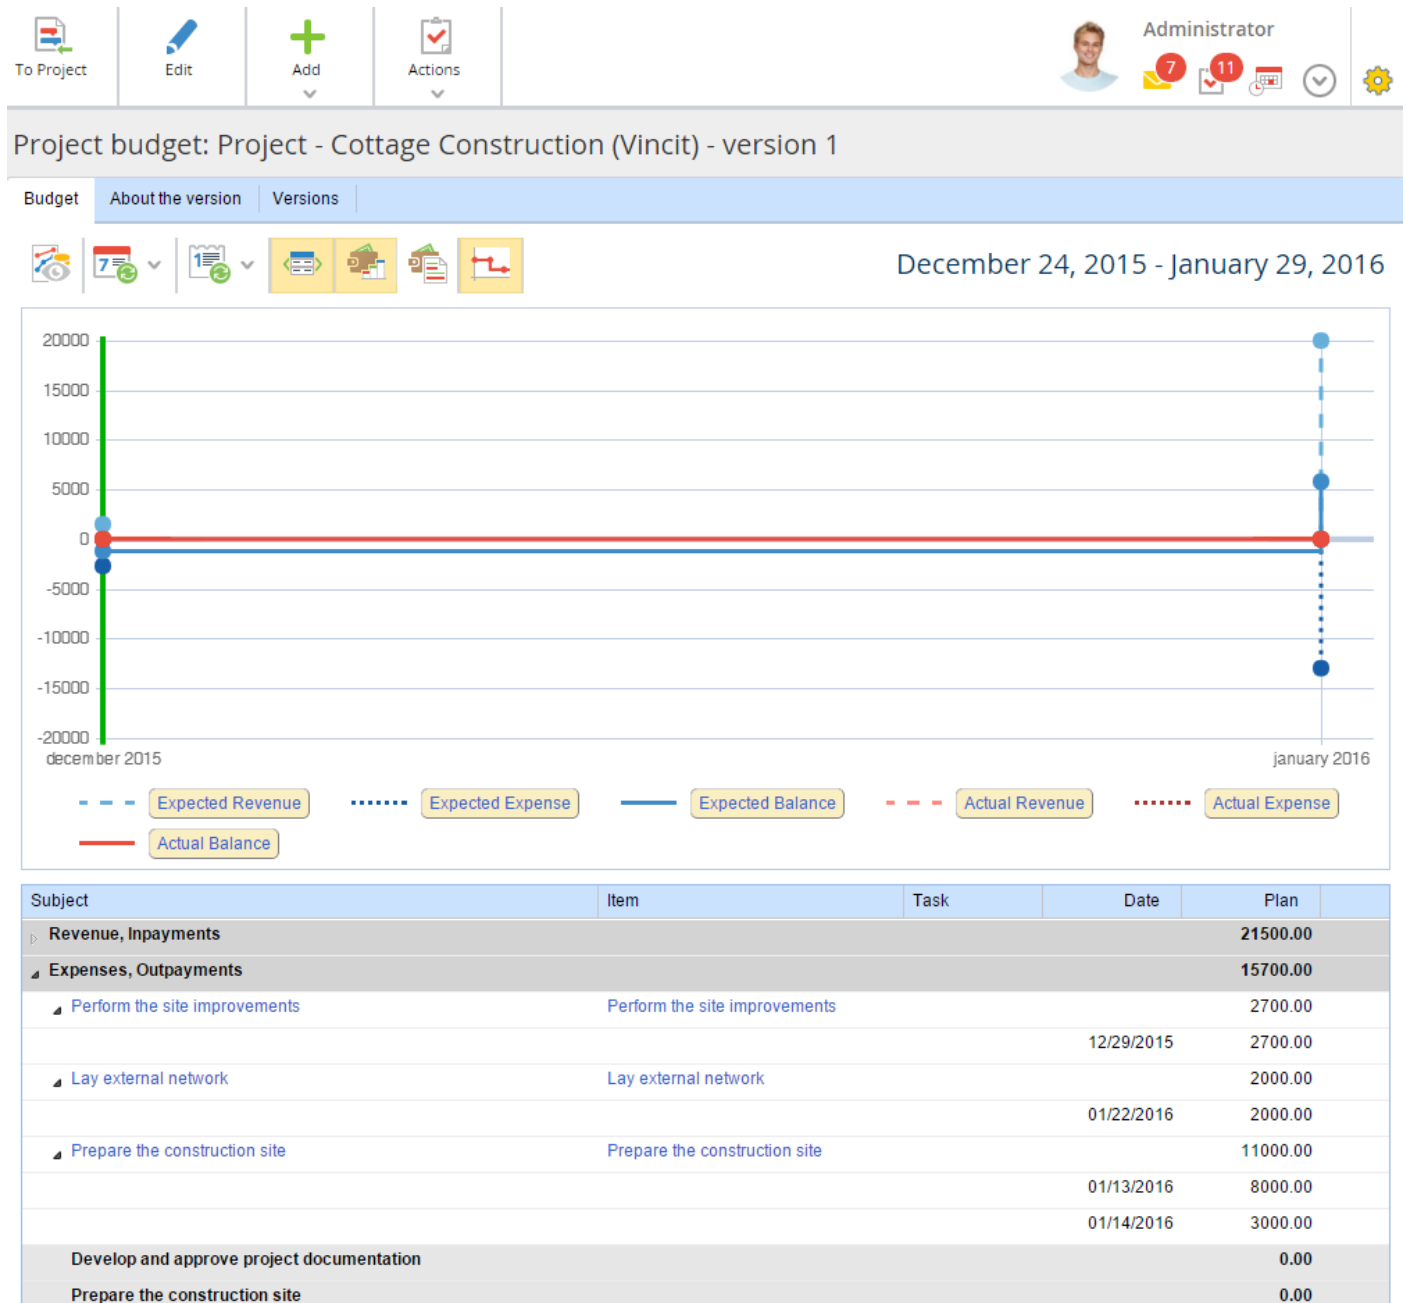 Administrator
To Project Edit Add Actions 7 11
Project budget: Project - Cottage Construction (Vincit) - version 1
Budget About the version Versions
7 1 December 24, 2015 - January 29, 2016
20000
15000
10000
5000
0
-5000
-10000
-15000
-20000
december 2015 january 2016
Expected Revenue Expected Expense Expected Balance Actual Revenue Actual Expense
Actual Balance
Subject Item Task Date Plan
Revenue, Inpayments 21500.00
Expenses, Outpayments 15700.00
Perform the site improvements Perform the site improvements 2700.00
12/29/2015 2700.00
Lay external network Lay external network 2000.00
01/22/2016 2000.00
Prepare the construction site Prepare the construction site 11000.00
01/13/2016 8000.00
01/14/2016 3000.00
Develop and approve project documentation 0.00
Prepare the construction site 0.00